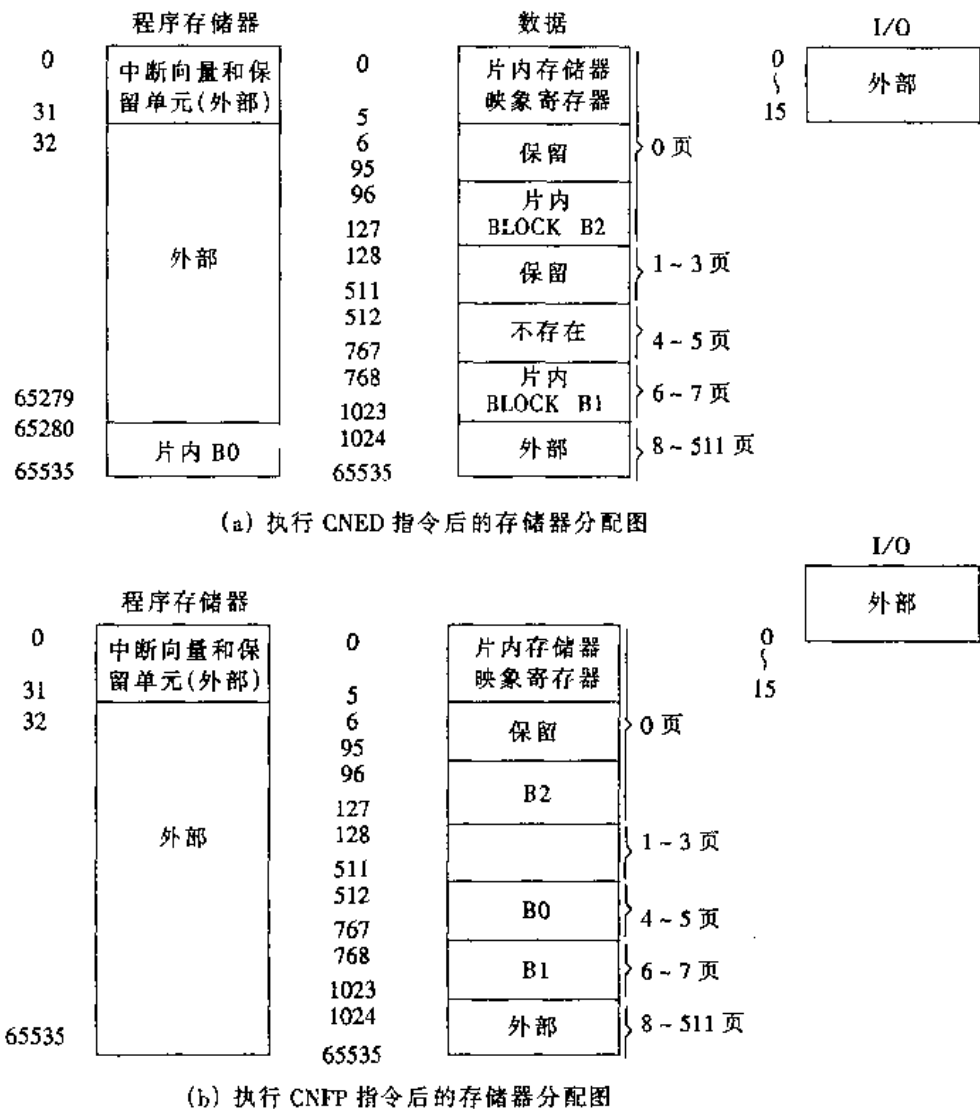 程序存储器
数据
I/O
0
31
32
65279
65280
65535
中断向量和保
留单元(外部)
外部
片内 B0
0
5
6
95
96
127
128
511
512
767
768
1023
1024
65535
片内存储器
映象寄存器
保留
片内
BLOCK B2
保留
不存在
片内
BLOCK B1
外部
0 页
1~3 页
4~5 页
6~7 页
8~511 页
0
~
15
外部
(a) 执行 CNED 指令后的存储器分配图
I/O
程序存储器
0
31
32
65535
中断向量和保
留单元(外部)
外部
0
5
6
95
96
127
128
511
512
767
768
1023
1024
65535
片内存储器
映象寄存器
保留
B2
B0
B1
外部
0 页
1~3 页
4~5 页
6~7 页
8~511 页
外部
0
~
15
(b) 执行 CNFP 指令后的存储器分配图